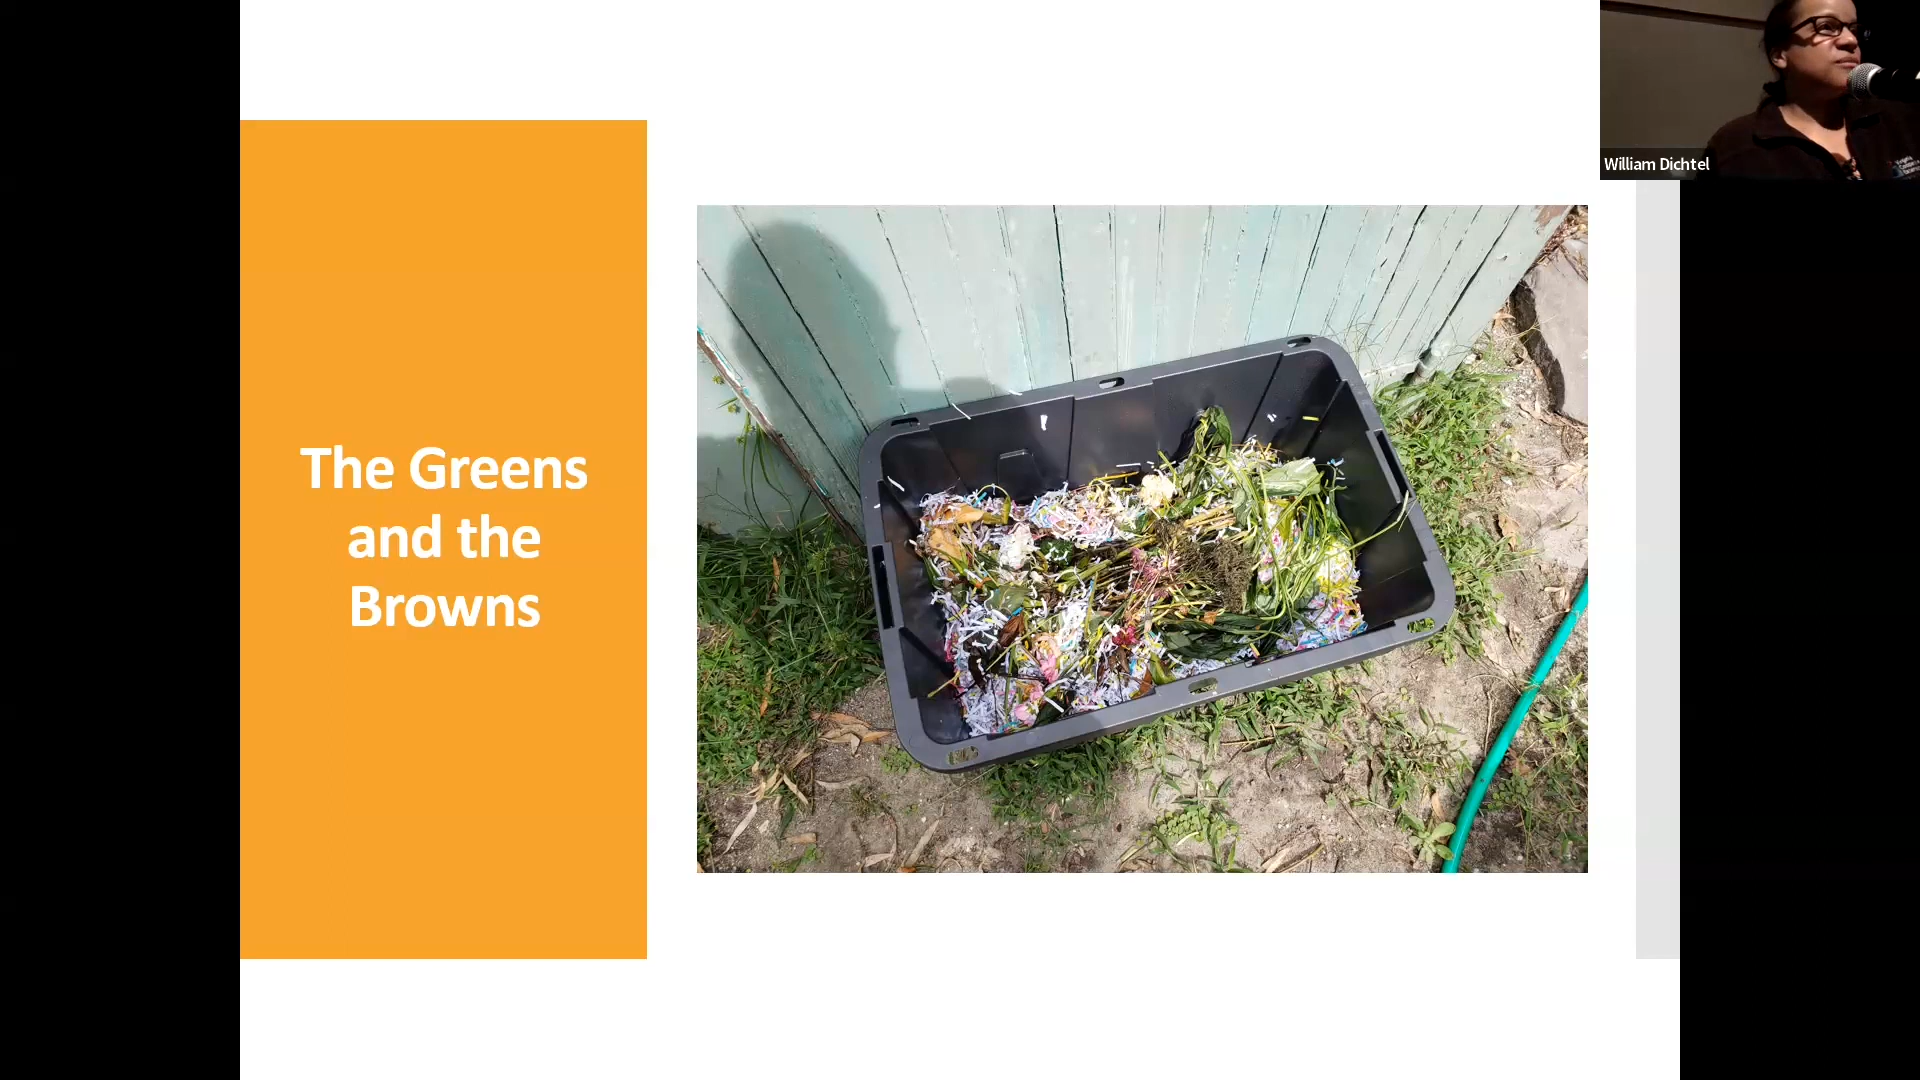 The Greens
and the
Browns
William Dichtel